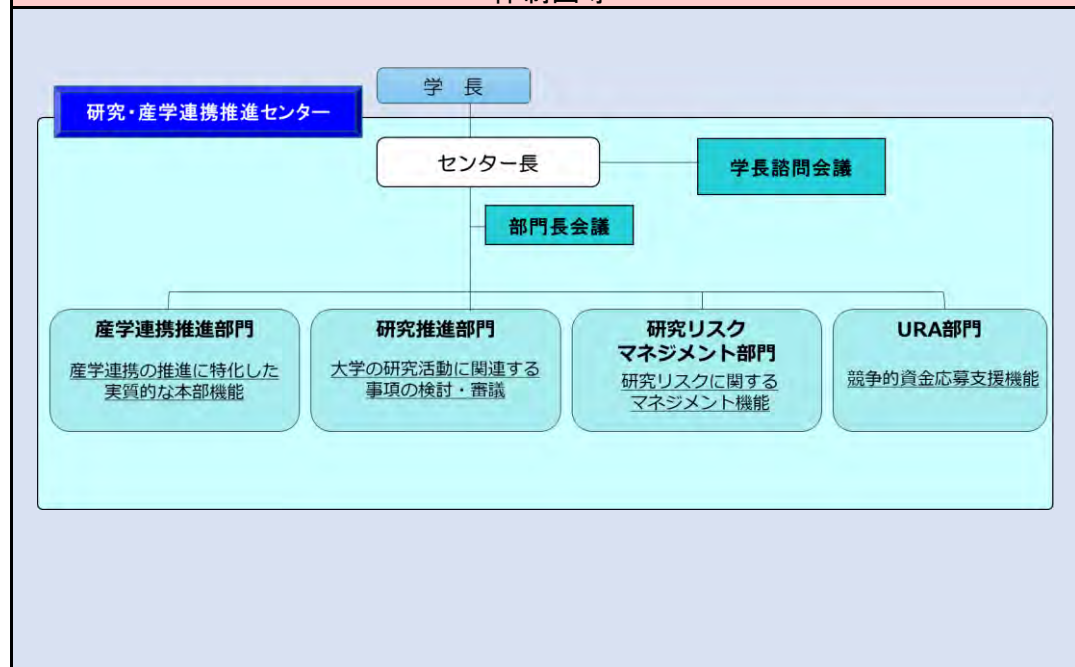 体制図等
学 長
研究・産学連携推進センター
センター長
学長諮問会議
部門長会議
産学連携推進部門
産学連携の推進に特化した
実質的な本部機能
研究推進部門
大学の研究活動に関連する
事項の検討・審議
研究リスク
マネジメント部門
研究リスクに関する
マネジメント機能
URA部門
競争的資金応募支援機能